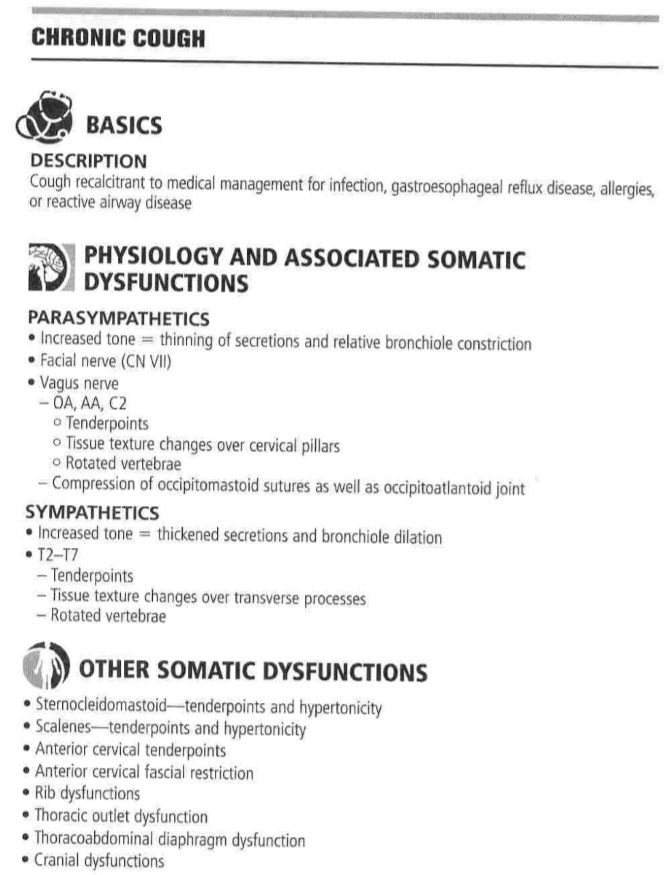 CHRONIC COUGH
BASICS
DESCRIPTION
Cough recalcitrant to medical management for infection, gastroesophageal reflux disease, allergies,
or reactive airway disease
PHYSIOLOGY AND ASSOCIATED SOMATIC
DYSFUNCTIONS
PARASYMPATHETICS
• Increased tone = thinning of secretions and relative bronchiole constriction
• Facial nerve (CN VII)
• Vagus nerve
– OA, AA, C2
○ Tenderpoints
○ Tissue texture changes over cervical pillars
○ Rotated vertebrae
– Compression of occipitomastoid sutures as well as occipitoatlantoid joint
SYMPATHETICS
• Increased tone = thickened secretions and bronchiole dilation
• T2–T7
– Tenderpoints
– Tissue texture changes over transverse processes
– Rotated vertebrae
OTHER SOMATIC DYSFUNCTIONS
• Sternocleidomastoid—tenderpoints and hypertonicity
• Scalenes—tenderpoints and hypertonicity
• Anterior cervical tenderpoints
• Anterior cervical fascial restriction
• Rib dysfunctions
• Thoracic outlet dysfunction
• Thoracoabdominal diaphragm dysfunction
• Cranial dysfunctions